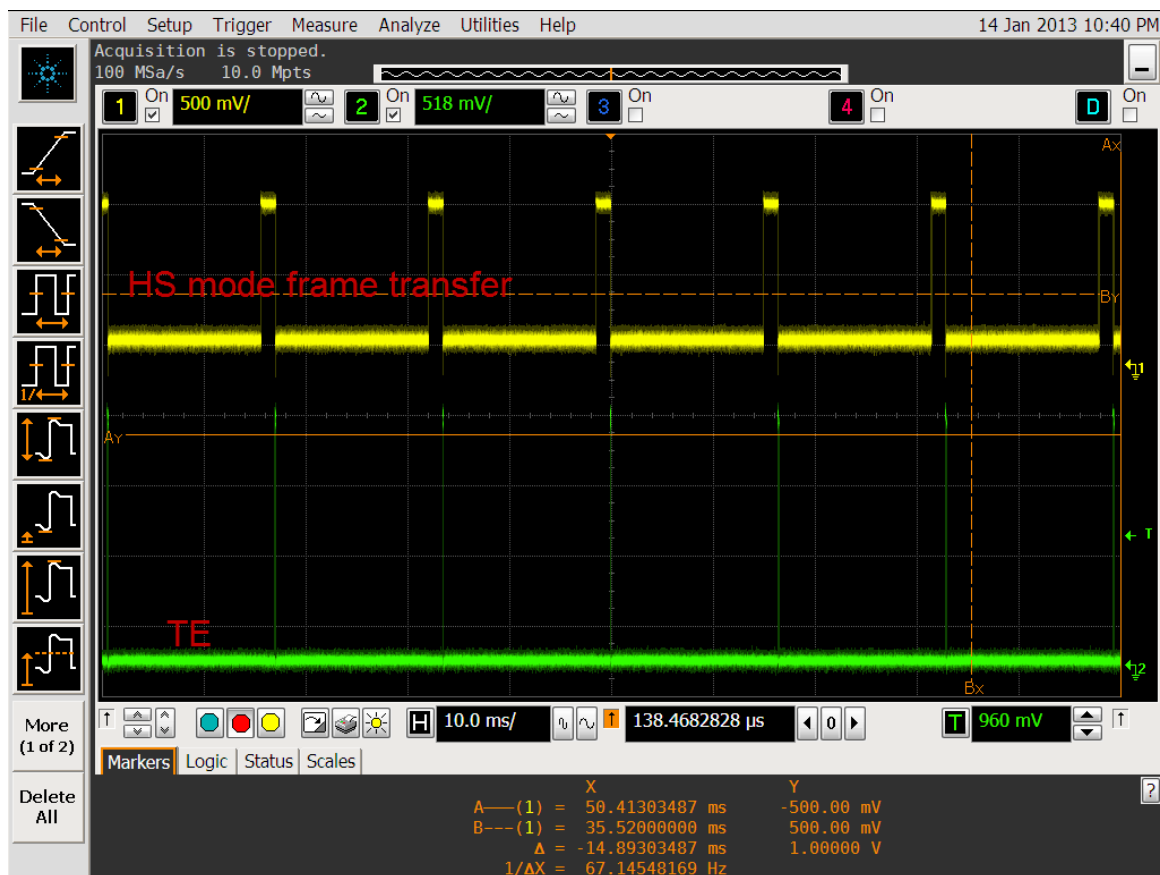 File Control Setup Trigger Measure Analyze Utilities Help 14 Jan 2013 10:40 PM
Acquisition is stopped.
100 MSa/s 10.0 Mpts
1 On 500 mV/ 2 On 518 mV/ 3 On 4 On D On
Ax
HS mode frame transfer
By
1
Ay
T
TE
2
Bx
1/
More
(1 of 2)
Delete
All
H 10.0 ms/ 138.4682828 µs 0 T 960 mV
Markers Logic Status Scales
X Y
A——(1) = 50.41303487 ms -500.00 mV
B---(1) = 35.52000000 ms 500.00 mV
Δ = -14.89303487 ms 1.00000 V
1/ΔX = 67.14548169 Hz
?